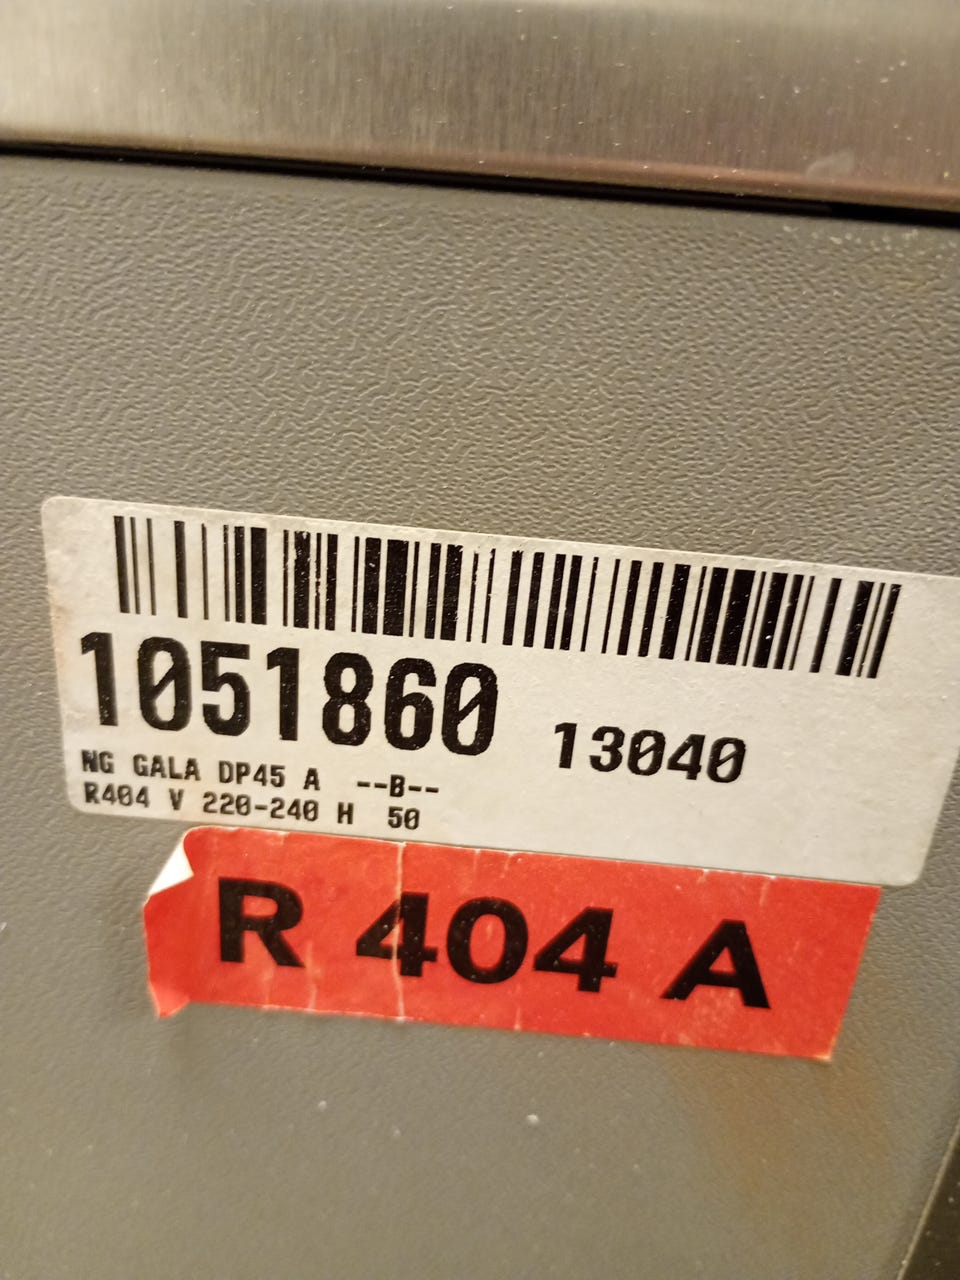 1051860 13040
NG GALA DP45 A --B--
R404 V 220-240 H 50
R 404 A